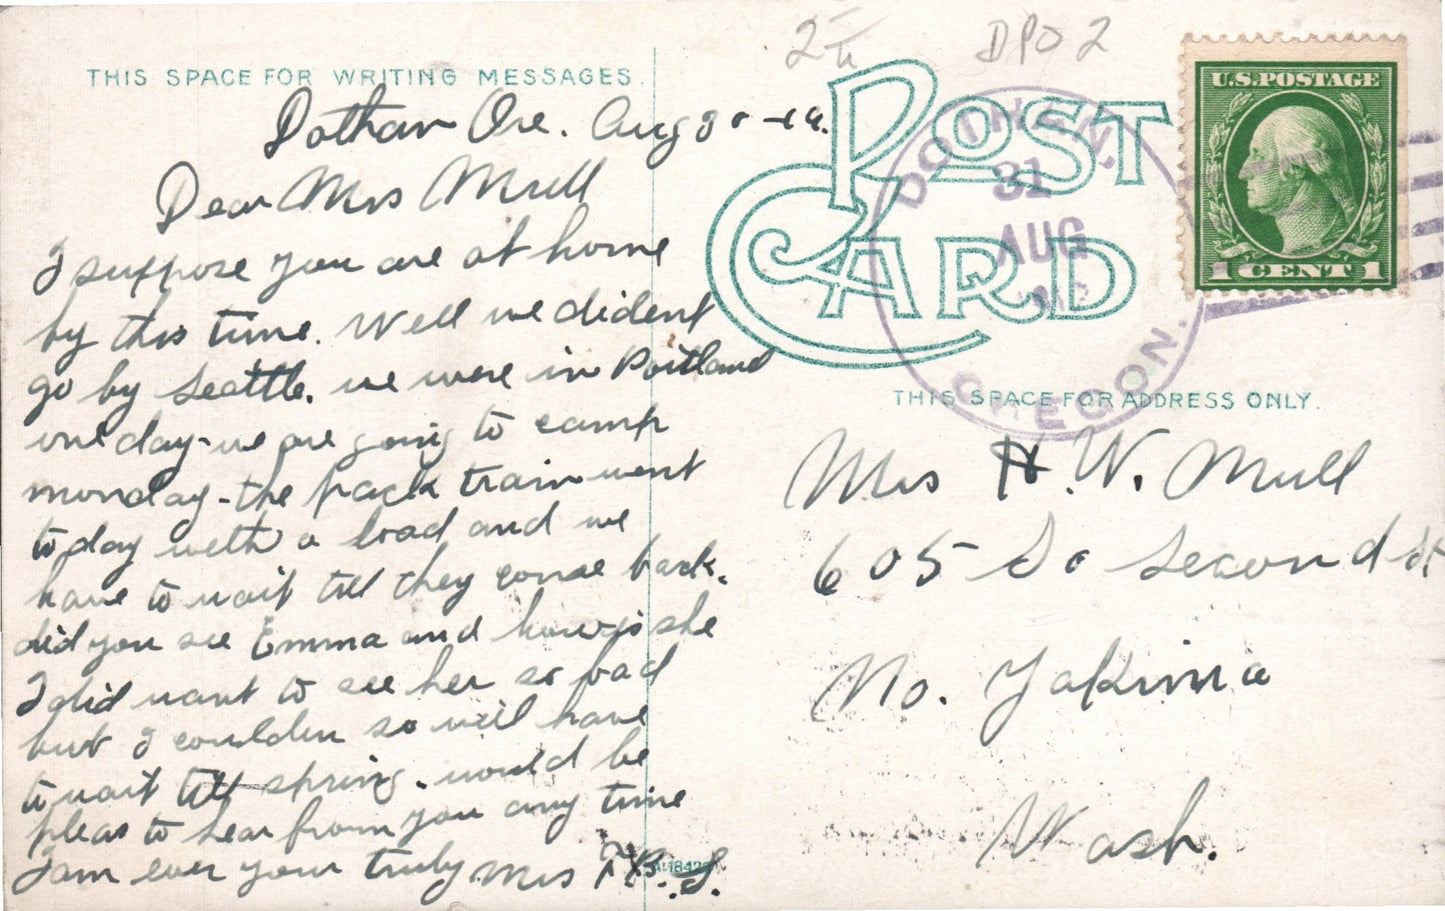 2
DPO 2
THIS SPACE FOR WRITING MESSAGES.
Dothan Ore. Aug 30 -
Dear Mrs Mull
I suppose you are at home
by this time. Well we dident
go by Seattle. we were in Portland
one day - we are going to camp
monday - the pack train went
to day with a load and we
have to wait till they come back.
did you see Emma and how is she
I did want to see her so bad
but I coulden so will have
to wait till spring. would be
pleas to hear from you any time
I am ever your truly Mrs F.B. S.
A-18425
POST
CARD
DOTHEN.
31
AUG
OREGON.
U.S. POSTAGE
1 CENT 1
THIS SPACE FOR ADDRESS ONLY.
Mrs H. W. Mull
605 So Second St
No. Yakima
Wash.